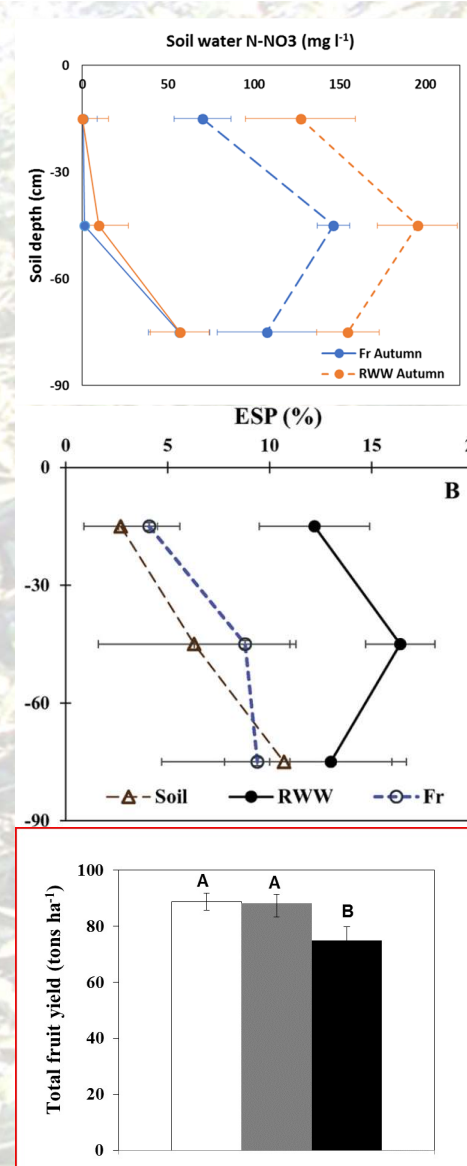 Soil water N-NO3 (mg l⁻¹)
0 50 100 150 200
0
-30
-60
-90
Soil depth (cm)
Fr Autumn
RWW Autumn
ESP (%)
0 5 10 15
B
0
-30
-60
-90
Soil RWW Fr
Total fruit yield (tons ha⁻¹)
100
80
60
40
20
0
A A B